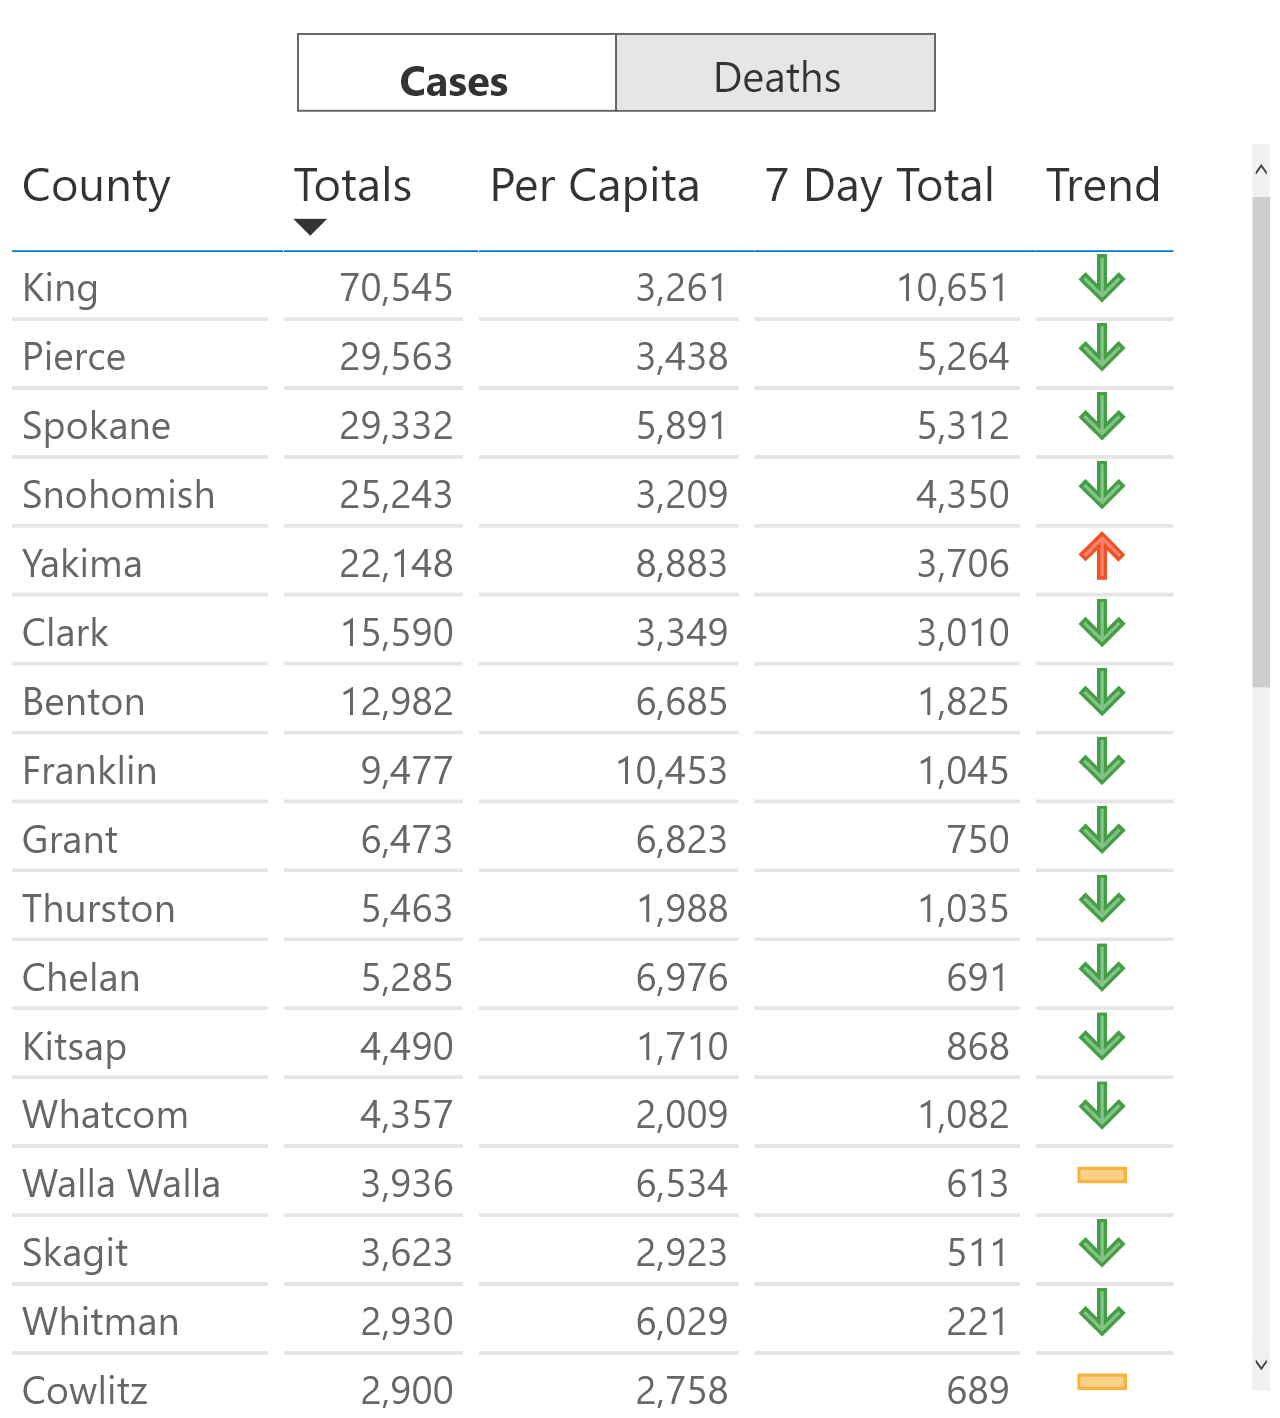 Cases Deaths
County Totals Per Capita 7 Day Total Trend
King 70,545 3,261 10,651
Pierce 29,563 3,438 5,264
Spokane 29,332 5,891 5,312
Snohomish 25,243 3,209 4,350
Yakima 22,148 8,883 3,706
Clark 15,590 3,349 3,010
Benton 12,982 6,685 1,825
Franklin 9,477 10,453 1,045
Grant 6,473 6,823 750
Thurston 5,463 1,988 1,035
Chelan 5,285 6,976 691
Kitsap 4,490 1,710 868
Whatcom 4,357 2,009 1,082
Walla Walla 3,936 6,534 613
Skagit 3,623 2,923 511
Whitman 2,930 6,029 221
Cowlitz 2,900 2,758 689